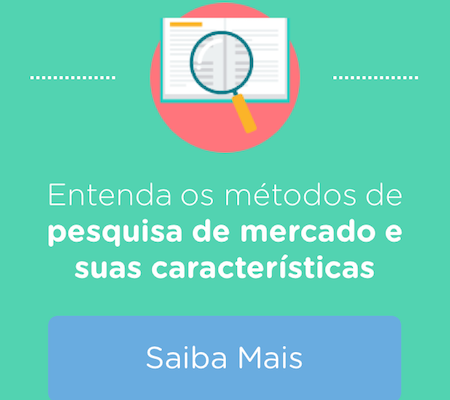 Entenda os métodos de
pesquisa de mercado e
suas características
Saiba Mais